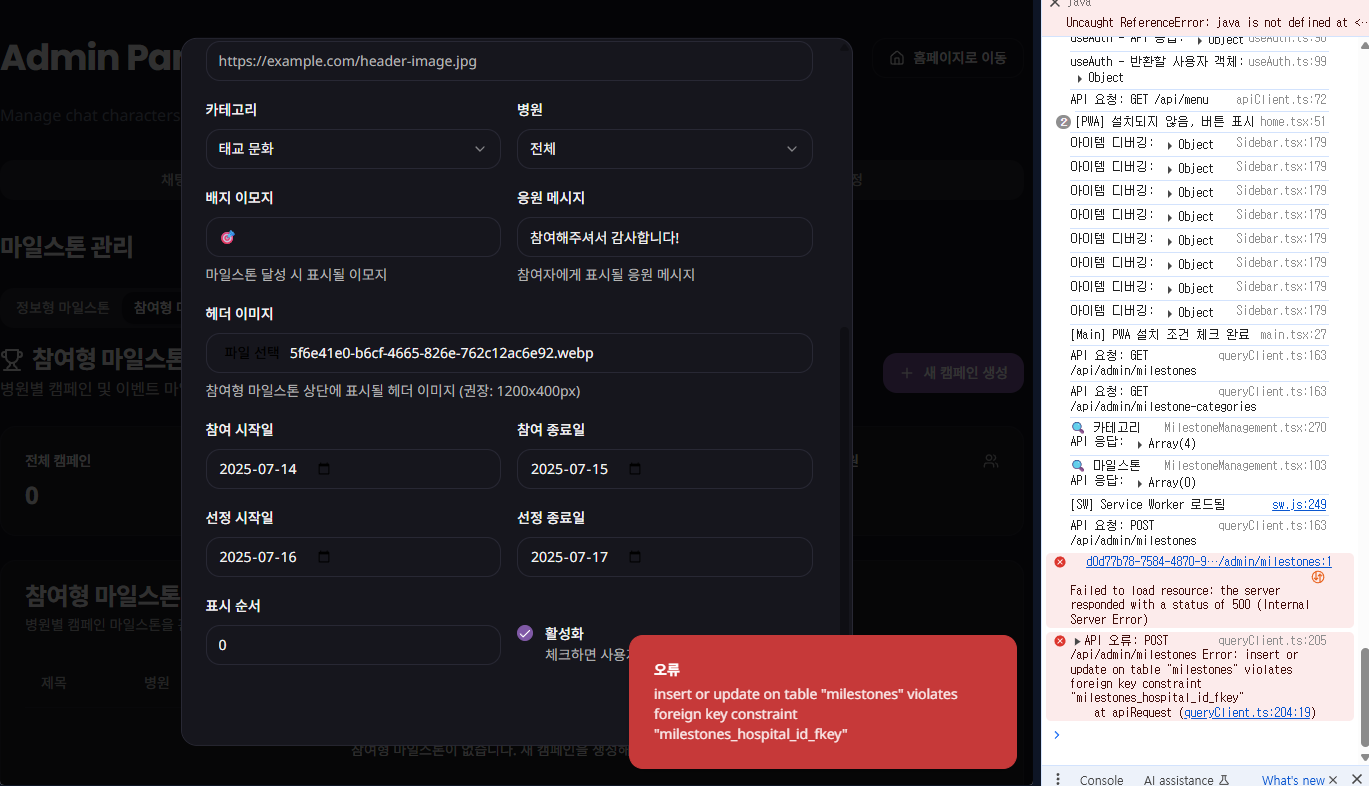 Admin Par
홈페이지로 이동
Manage chat characters
채팅
정
마일스톤 관리
정보형 마일스톤
참여형 마
참여형 마일스톤
병원별 캠페인 및 이벤트 마
+ 새 캠페인 생성
전체 캠페인
원
0
참여형 마일스톤
병원별 캠페인 마일스톤을
제목
병원
참여형 마일스톤이 없습니다. 새 캠페인을 생성해
https://example.com/header-image.jpg
카테고리
병원
태교 문화
전체
배지 이모지
응원 메시지
🎯
참여해주셔서 감사합니다!
마일스톤 달성 시 표시될 이모지
참여자에게 표시될 응원 메시지
헤더 이미지
파일 선택 5f6e41e0-b6cf-4665-826e-762c12ac6e92.webp
참여형 마일스톤 상단에 표시될 헤더 이미지 (권장: 1200x400px)
참여 시작일
참여 종료일
2025-07-14
2025-07-15
선정 시작일
선정 종료일
2025-07-16
2025-07-17
표시 순서
0
활성화
체크하면 사용자
오류
insert or update on table "milestones" violates
foreign key constraint
"milestones_hospital_id_fkey"
java
Uncaught ReferenceError: java is not defined at <…
useAuth - API 응답: ▶ Object useAuth.ts:90
useAuth - 반환할 사용자 객체: useAuth.ts:99
▶ Object
API 요청: GET /api/menu apiClient.ts:72
2 [PWA] 설치되지 않음, 버튼 표시 home.tsx:51
아이템 디버깅: ▶ Object Sidebar.tsx:179
아이템 디버깅: ▶ Object Sidebar.tsx:179
아이템 디버깅: ▶ Object Sidebar.tsx:179
아이템 디버깅: ▶ Object Sidebar.tsx:179
아이템 디버깅: ▶ Object Sidebar.tsx:179
아이템 디버깅: ▶ Object Sidebar.tsx:179
아이템 디버깅: ▶ Object Sidebar.tsx:179
아이템 디버깅: ▶ Object Sidebar.tsx:179
[Main] PWA 설치 조건 체크 완료 main.tsx:27
API 요청: GET queryClient.ts:163
/api/admin/milestones
API 요청: GET queryClient.ts:163
/api/admin/milestone-categories
🔍 카테고리 MilestoneManagement.tsx:270
API 응답: ▶ Array(4)
🔍 마일스톤 MilestoneManagement.tsx:103
API 응답: ▶ Array(0)
[SW] Service Worker 로드됨 sw.js:249
API 요청: POST queryClient.ts:163
/api/admin/milestones
d0d77b78-7584-4870-9…/admin/milestones:1
Failed to load resource: the server
responded with a status of 500 (Internal
Server Error)
▶ API 오류: POST queryClient.ts:205
/api/admin/milestones Error: insert or
update on table "milestones" violates
foreign key constraint
"milestones_hospital_id_fkey"
at apiRequest (queryClient.ts:204:19)
Console AI assistance What's new